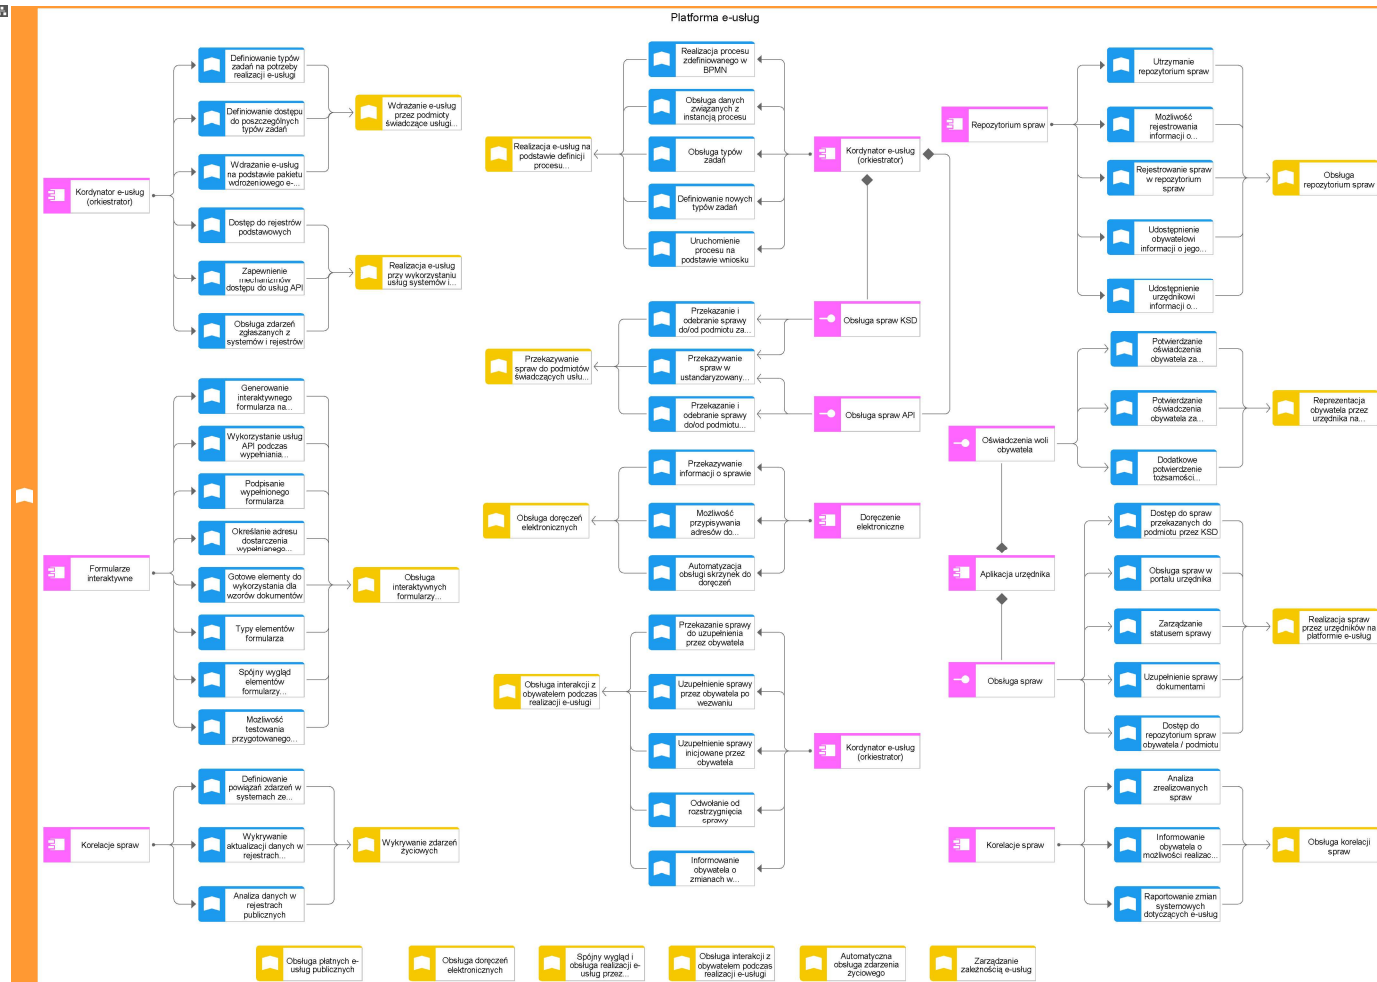 Platforma e-usług
Definiowanie typów
zadań na potrzeby
realizacji e-usługi
Definiowanie dostępu
do poszczególnych
typów zadań
Wdrażanie e-usług
na podstawie pakietu
wdrożeniowego e-...
Wdrażanie e-usług
przez podmioty
świadczące usługi...
Kordynator e-usług
(orkiestrator)
Dostęp do rejestrów
podstawowych
Zapewnienie
mechanizmów
dostępu do usług API
Obsługa zdarzeń
zgłaszanych z
systemów i rejestrów
Realizacja e-usług
przy wykorzystaniu
usług systemów i...
Generowanie
interaktywnego
formularza na...
Wykorzystanie usług
API podczas
wypełniania...
Podpisanie
wypełnionego
formularza
Określanie adresu
dostarczenia
wypełnianego...
Gotowe elementy do
wykorzystania dla
wzorów dokumentów
Typy elementów
formularza
Spójny wygląd
elementów
formularzy...
Możliwość
testowania
przygotowanego...
Formularze
interaktywne
Obsługa
interaktywnych
formularzy...
Definiowanie
powiązań zdarzeń w
systemach ze...
Wykrywanie
aktualizacji danych w
rejestrach...
Analiza danych w
rejestrach
publicznych
Korelacje spraw
Wykrywanie zdarzeń
życiowych
Realizacja procesu
zdefiniowanego w
BPMN
Obsługa danych
związanych z
instancją procesu
Obsługa typów
zadań
Definiowanie nowych
typów zadań
Uruchomienie
procesu na
podstawie wniosku
Realizacja e-usług na
podstawie definicji
procesu...
Kordynator e-usług
(orkiestrator)
Przekazanie i
odebranie sprawy
do/od podmiotu za...
Przekazywanie
spraw w
ustandaryzowany...
Przekazanie i
odebranie sprawy
do/od podmiotu...
Przekazywanie
spraw do podmiotów
świadczących usłu...
Obsługa spraw KSD
Obsługa spraw API
Przekazywanie
informacji o sprawie
Możliwość
przypisywania
adresów do...
Automatyzacja
obsługi skrzynek do
doręczeń
Obsługa doręczeń
elektronicznych
Doręczenie
elektroniczne
Przekazanie sprawy
do uzupełnienia
przez obywatela
Uzupełnienie sprawy
przez obywatela po
wezwaniu
Uzupełnienie sprawy
inicjowane przez
obywatela
Odwołanie od
rozstrzygnięcia
sprawy
Informowanie
obywatela o
zmianach w...
Obsługa interakcji z
obywatelem podczas
realizacji e-usługi
Kordynator e-usług
(orkiestrator)
Utrzymanie
repozytorium spraw
Możliwość
rejestrowania
informacji o...
Rejestrowanie spraw
w repozytorium
spraw
Udostępnienie
obywatelowi
informacji o jego...
Udostępnienie
urzędnikowi
informacji o...
Repozytorium spraw
Obsługa
repozytorium spraw
Potwierdzanie
oświadczenia
obywatela za...
Potwierdzanie
oświadczenia
obywatela za...
Dodatkowe
potwierdzenie
tożsamości...
Oświadczenia woli
obywatela
Reprezentacja
obywatela przez
urzędnika na...
Aplikacja urzędnika
Obsługa spraw
Dostęp do spraw
przekazanych do
podmiotu przez KSD
Obsługa spraw w
portalu urzędnika
Zarządzanie
statusem sprawy
Uzupełnienie sprawy
dokumentami
Dostęp do
repozytorium spraw
obywatela / podmiotu
Realizacja spraw
przez urzędników na
platformie e-usług
Analiza
zrealizowanych
spraw
Informowanie
obywatela o
możliwości realizac...
Raportowanie zmian
systemowych
dotyczących e-usług
Korelacje spraw
Obsługa korelacji
spraw
Obsługa płatnych e-
usług publicznych
Obsługa doręczeń
elektronicznych
Spójny wygląd i
obsługa realizacji e-
usług przez...
Obsługa interakcji z
obywatelem podczas
realizacji e-usługi
Automatyczna
obsługa zdarzenia
życiowego
Zarządzanie
zależnością e-usług